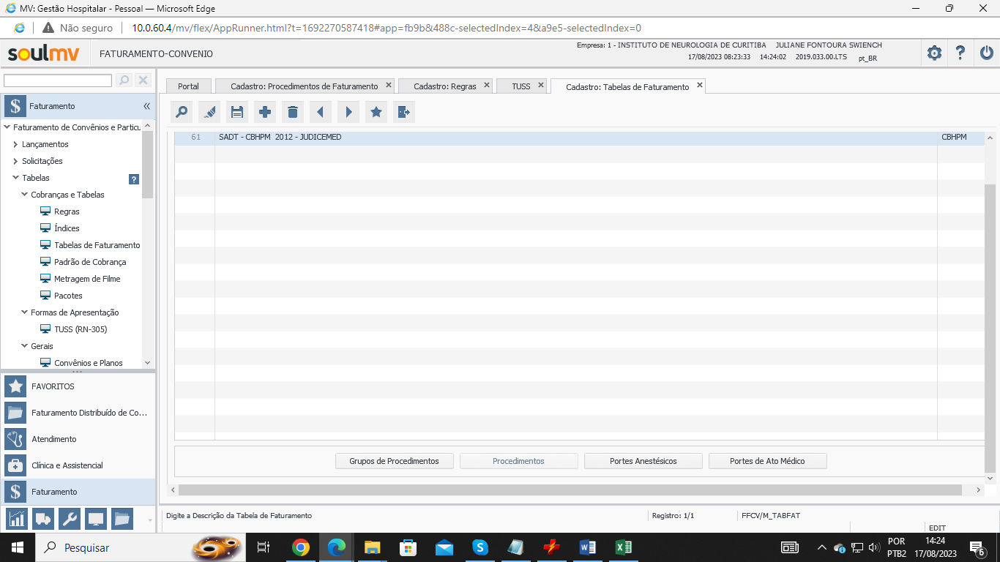 MV: Gestão Hospitalar - Pessoal — Microsoft Edge
Não seguro
10.0.60.4/mv/flex/AppRunner.html?t=1692270587418#app=fb9b&488c-selectedIndex=4&a9e5-selectedIndex=0
soulmv
FATURAMENTO-CONVENIO
Empresa: 1 - INSTITUTO DE NEUROLOGIA DE CURITIBA JULIANE FONTOURA SWIENCH
17/08/2023 08:23:33 14:24:02 2019.033.00.LTS pt_BR
Portal
Cadastro: Procedimentos de Faturamento
Cadastro: Regras
TUSS
Cadastro: Tabelas de Faturamento
Faturamento
Faturamento de Convênios e Particu
Lançamentos
Solicitações
Tabelas
Cobranças e Tabelas
Regras
Índices
Tabelas de Faturamento
Padrão de Cobrança
Metragem de Filme
Pacotes
Formas de Apresentação
TUSS (RN-305)
Gerais
Convênios e Planos
FAVORITOS
Faturamento Distribuído de Co...
Atendimento
Clínica e Assistencial
Faturamento
61 SADT - CBHPM 2012 - JUDICEMED CBHPM
Grupos de Procedimentos
Procedimentos
Portes Anestésicos
Portes de Ato Médico
Digite a Descrição da Tabela de Faturamento
Registro: 1/1
FFCV/M_TABFAT
EDIT
Pesquisar
POR
PTB2
14:24
17/08/2023
6